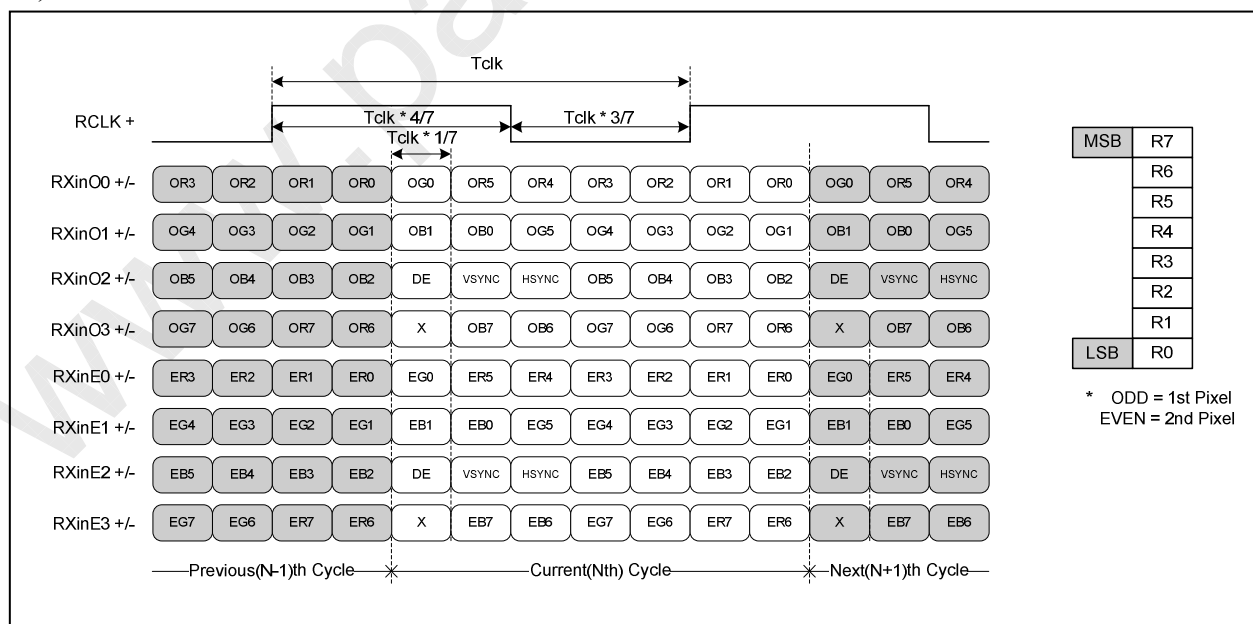 Tclk
RCLK +
Tclk * 4/7
Tclk * 3/7
Tclk * 1/7
RXinO0 +/- OR3 OR2 OR1 OR0 OG0 OR5 OR4 OR3 OR2 OR1 OR0 OG0 OR5 OR4
RXinO1 +/- OG4 OG3 OG2 OG1 OB1 OB0 OG5 OG4 OG3 OG2 OG1 OB1 OB0 OG5
RXinO2 +/- OB5 OB4 OB3 OB2 DE VSYNC HSYNC OB5 OB4 OB3 OB2 DE VSYNC HSYNC
RXinO3 +/- OG7 OG6 OR7 OR6 X OB7 OB6 OG7 OG6 OR7 OR6 X OB7 OB6
RXinE0 +/- ER3 ER2 ER1 ER0 EG0 ER5 ER4 ER3 ER2 ER1 ER0 EG0 ER5 ER4
RXinE1 +/- EG4 EG3 EG2 EG1 EB1 EB0 EG5 EG4 EG3 EG2 EG1 EB1 EB0 EG5
RXinE2 +/- EB5 EB4 EB3 EB2 DE VSYNC HSYNC EB5 EB4 EB3 EB2 DE VSYNC HSYNC
RXinE3 +/- EG7 EG6 ER7 ER6 X EB7 EB6 EG7 EG6 ER7 ER6 X EB7 EB6
Previous(N-1)th Cycle Current(Nth) Cycle Next(N+1)th Cycle
MSB R7
R6
R5
R4
R3
R2
R1
LSB R0
* ODD = 1st Pixel
EVEN = 2nd Pixel